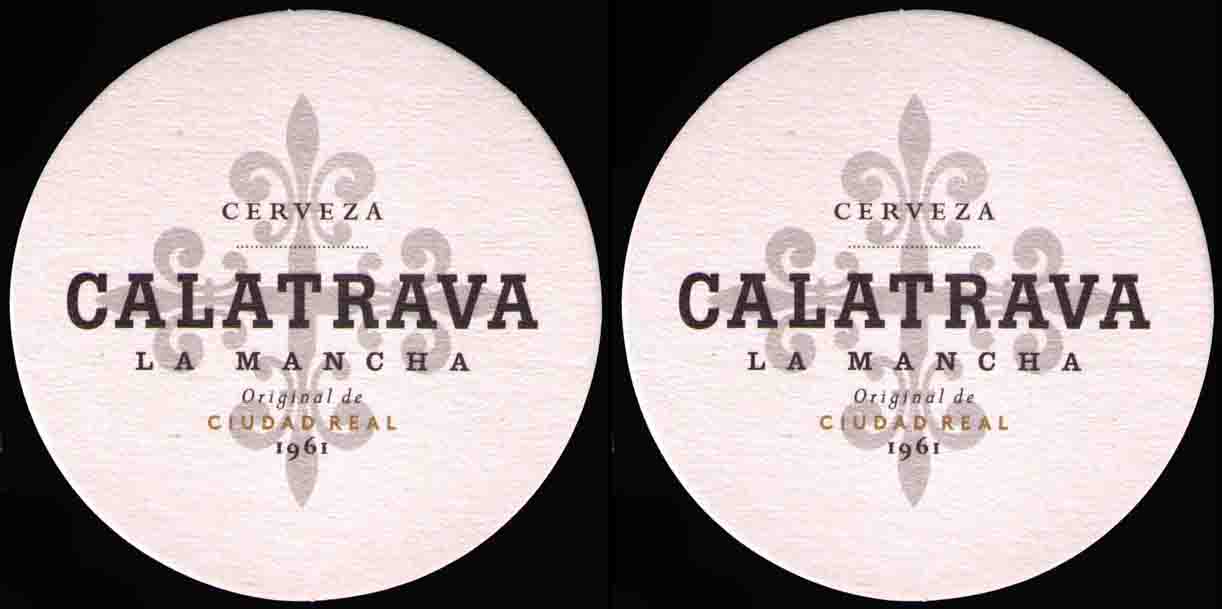 CERVEZA
CALATRAVA
LA MANCHA
Original de
CIUDAD REAL
1961
CERVEZA
CALATRAVA
LA MANCHA
Original de
CIUDAD REAL
1961